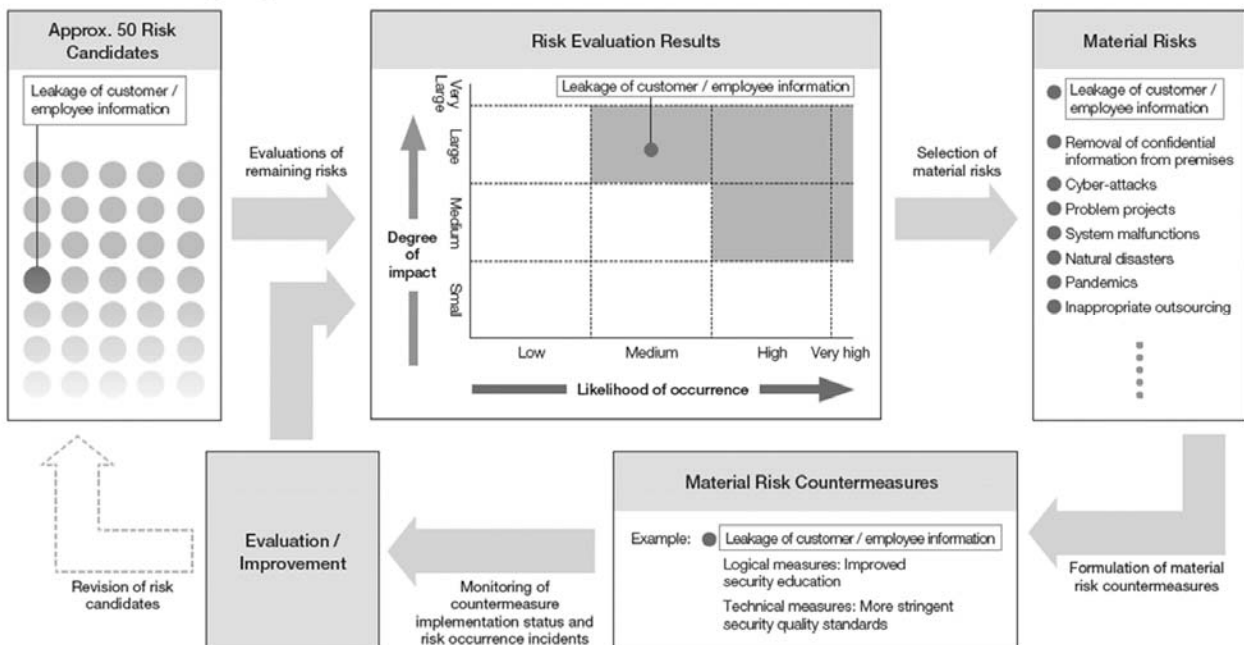 Approx. 50 Risk
Candidates
Leakage of customer /
employee information
Evaluations of
remaining risks
Risk Evaluation Results
Leakage of customer / employee information
Very
Large
Large
Medium
Small
Degree
of
impact
Low
Medium
High
Very high
Likelihood of occurrence
Selection of
material risks
Material Risks
Leakage of customer /
employee information
Removal of confidential
information from premises
Cyber-attacks
Problem projects
System malfunctions
Natural disasters
Pandemics
Inappropriate outsourcing
Formulation of material
risk countermeasures
Material Risk Countermeasures
Example:
Leakage of customer / employee information
Logical measures: Improved
security education
Technical measures: More stringent
security quality standards
Monitoring of
countermeasure
implementation status and
risk occurrence incidents
Evaluation /
Improvement
Revision of risk
candidates